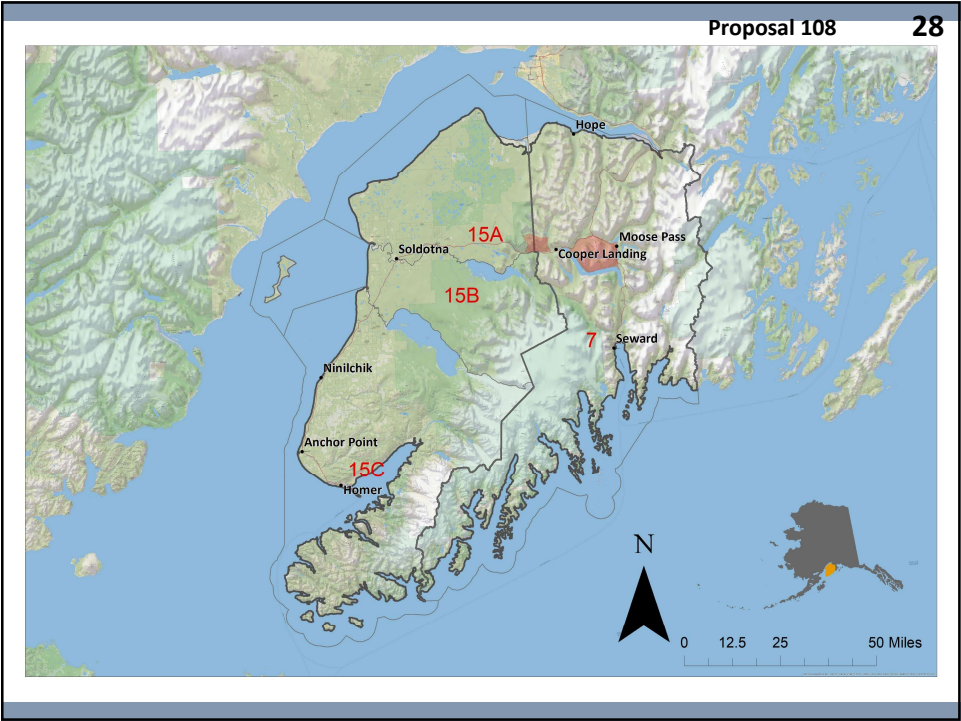 Proposal 108
28
Hope
15A
Moose Pass
Soldotna
Cooper Landing
15B
7
Seward
Ninilchik
Anchor Point
15C
Homer
N
0 12.5 25 50 Miles